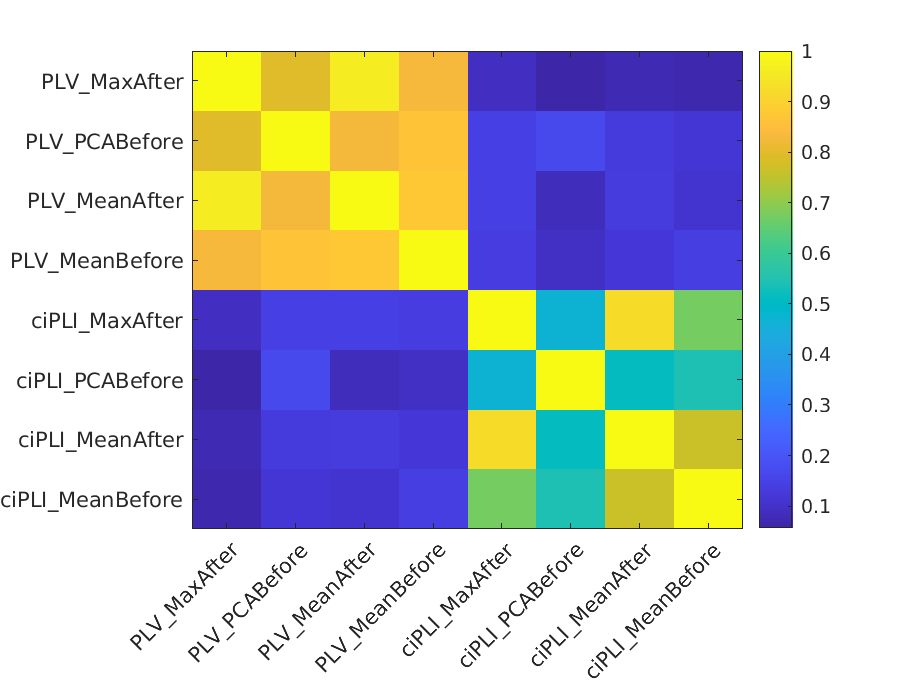 PLV_MaxAfter
PLV_PCABefore
PLV_MeanAfter
PLV_MeanBefore
ciPLI_MaxAfter
ciPLI_PCABefore
ciPLI_MeanAfter
ciPLI_MeanBefore
PLV_MaxAfter
PLV_PCABefore
PLV_MeanAfter
PLV_MeanBefore
ciPLI_MaxAfter
ciPLI_PCABefore
ciPLI_MeanAfter
ciPLI_MeanBefore
1
0.9
0.8
0.7
0.6
0.5
0.4
0.3
0.2
0.1